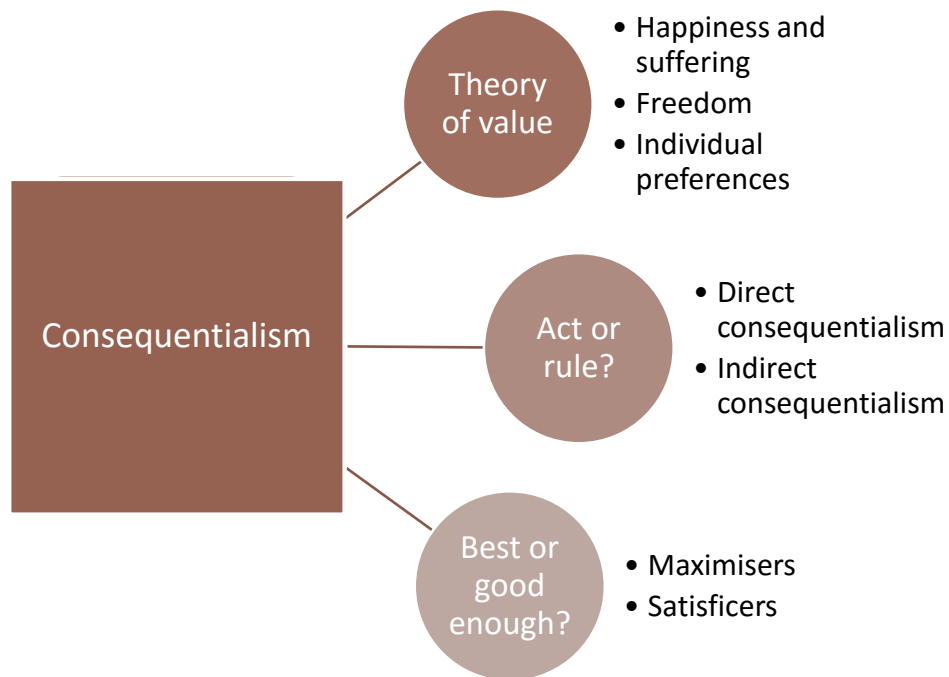 Consequentialism
Theory
of value
• Happiness and
suffering
• Freedom
• Individual
preferences
Act or
rule?
• Direct
consequentialism
• Indirect
consequentialism
Best or
good
enough?
• Maximisers
• Satisficers